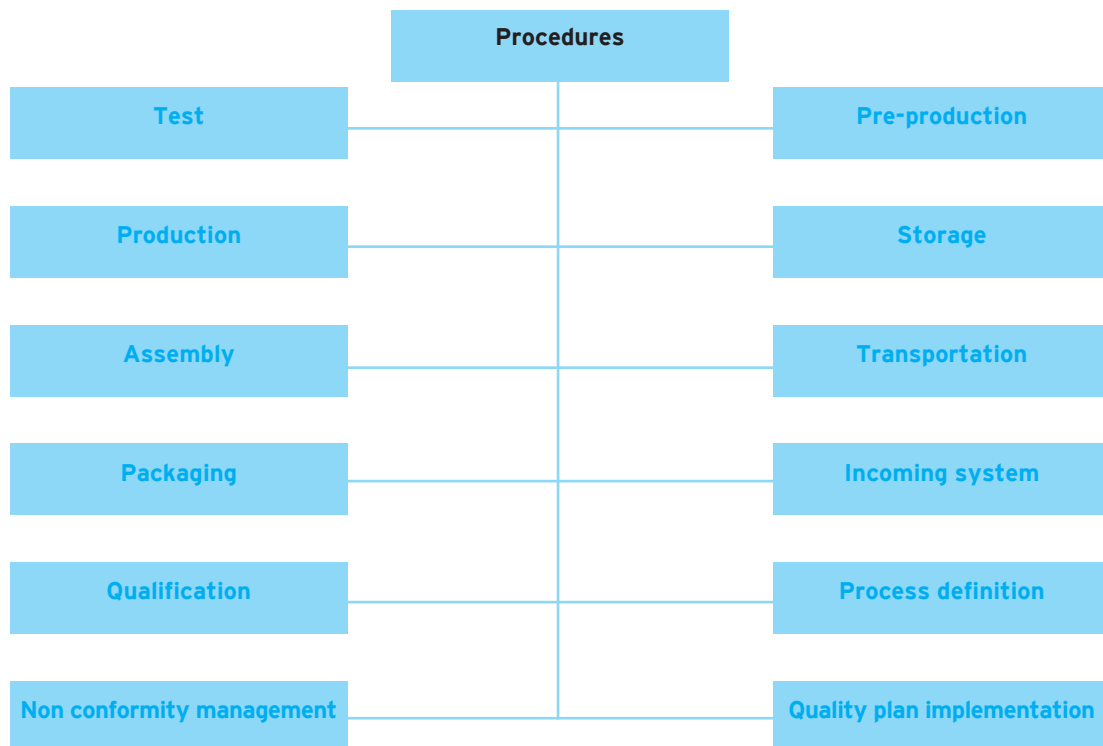 Procedures
Test
Pre-production
Production
Storage
Assembly
Transportation
Packaging
Incoming system
Qualification
Process definition
Non conformity management
Quality plan implementation